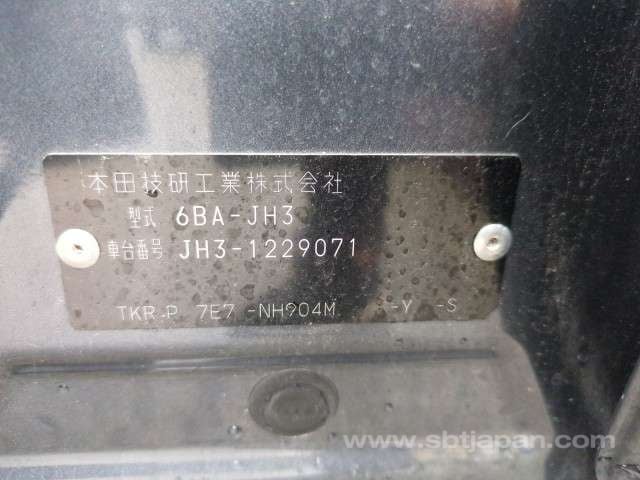 本田技研工業株式会社
型式 6BA-JH3
車台番号 JH3-1229071
TKR.P 7E7 -NH904M -Y -S
www.sbtjapan.com